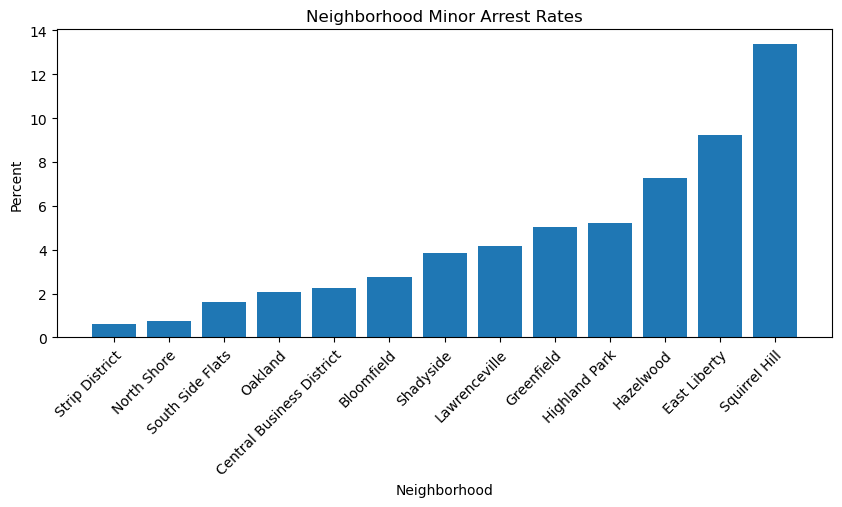 Neighborhood Minor Arrest Rates
Percent
14
12
10
8
6
4
2
0
Strip District
North Shore
South Side Flats
Oakland
Central Business District
Bloomfield
Shadyside
Lawrenceville
Greenfield
Highland Park
Hazelwood
East Liberty
Squirrel Hill
Neighborhood